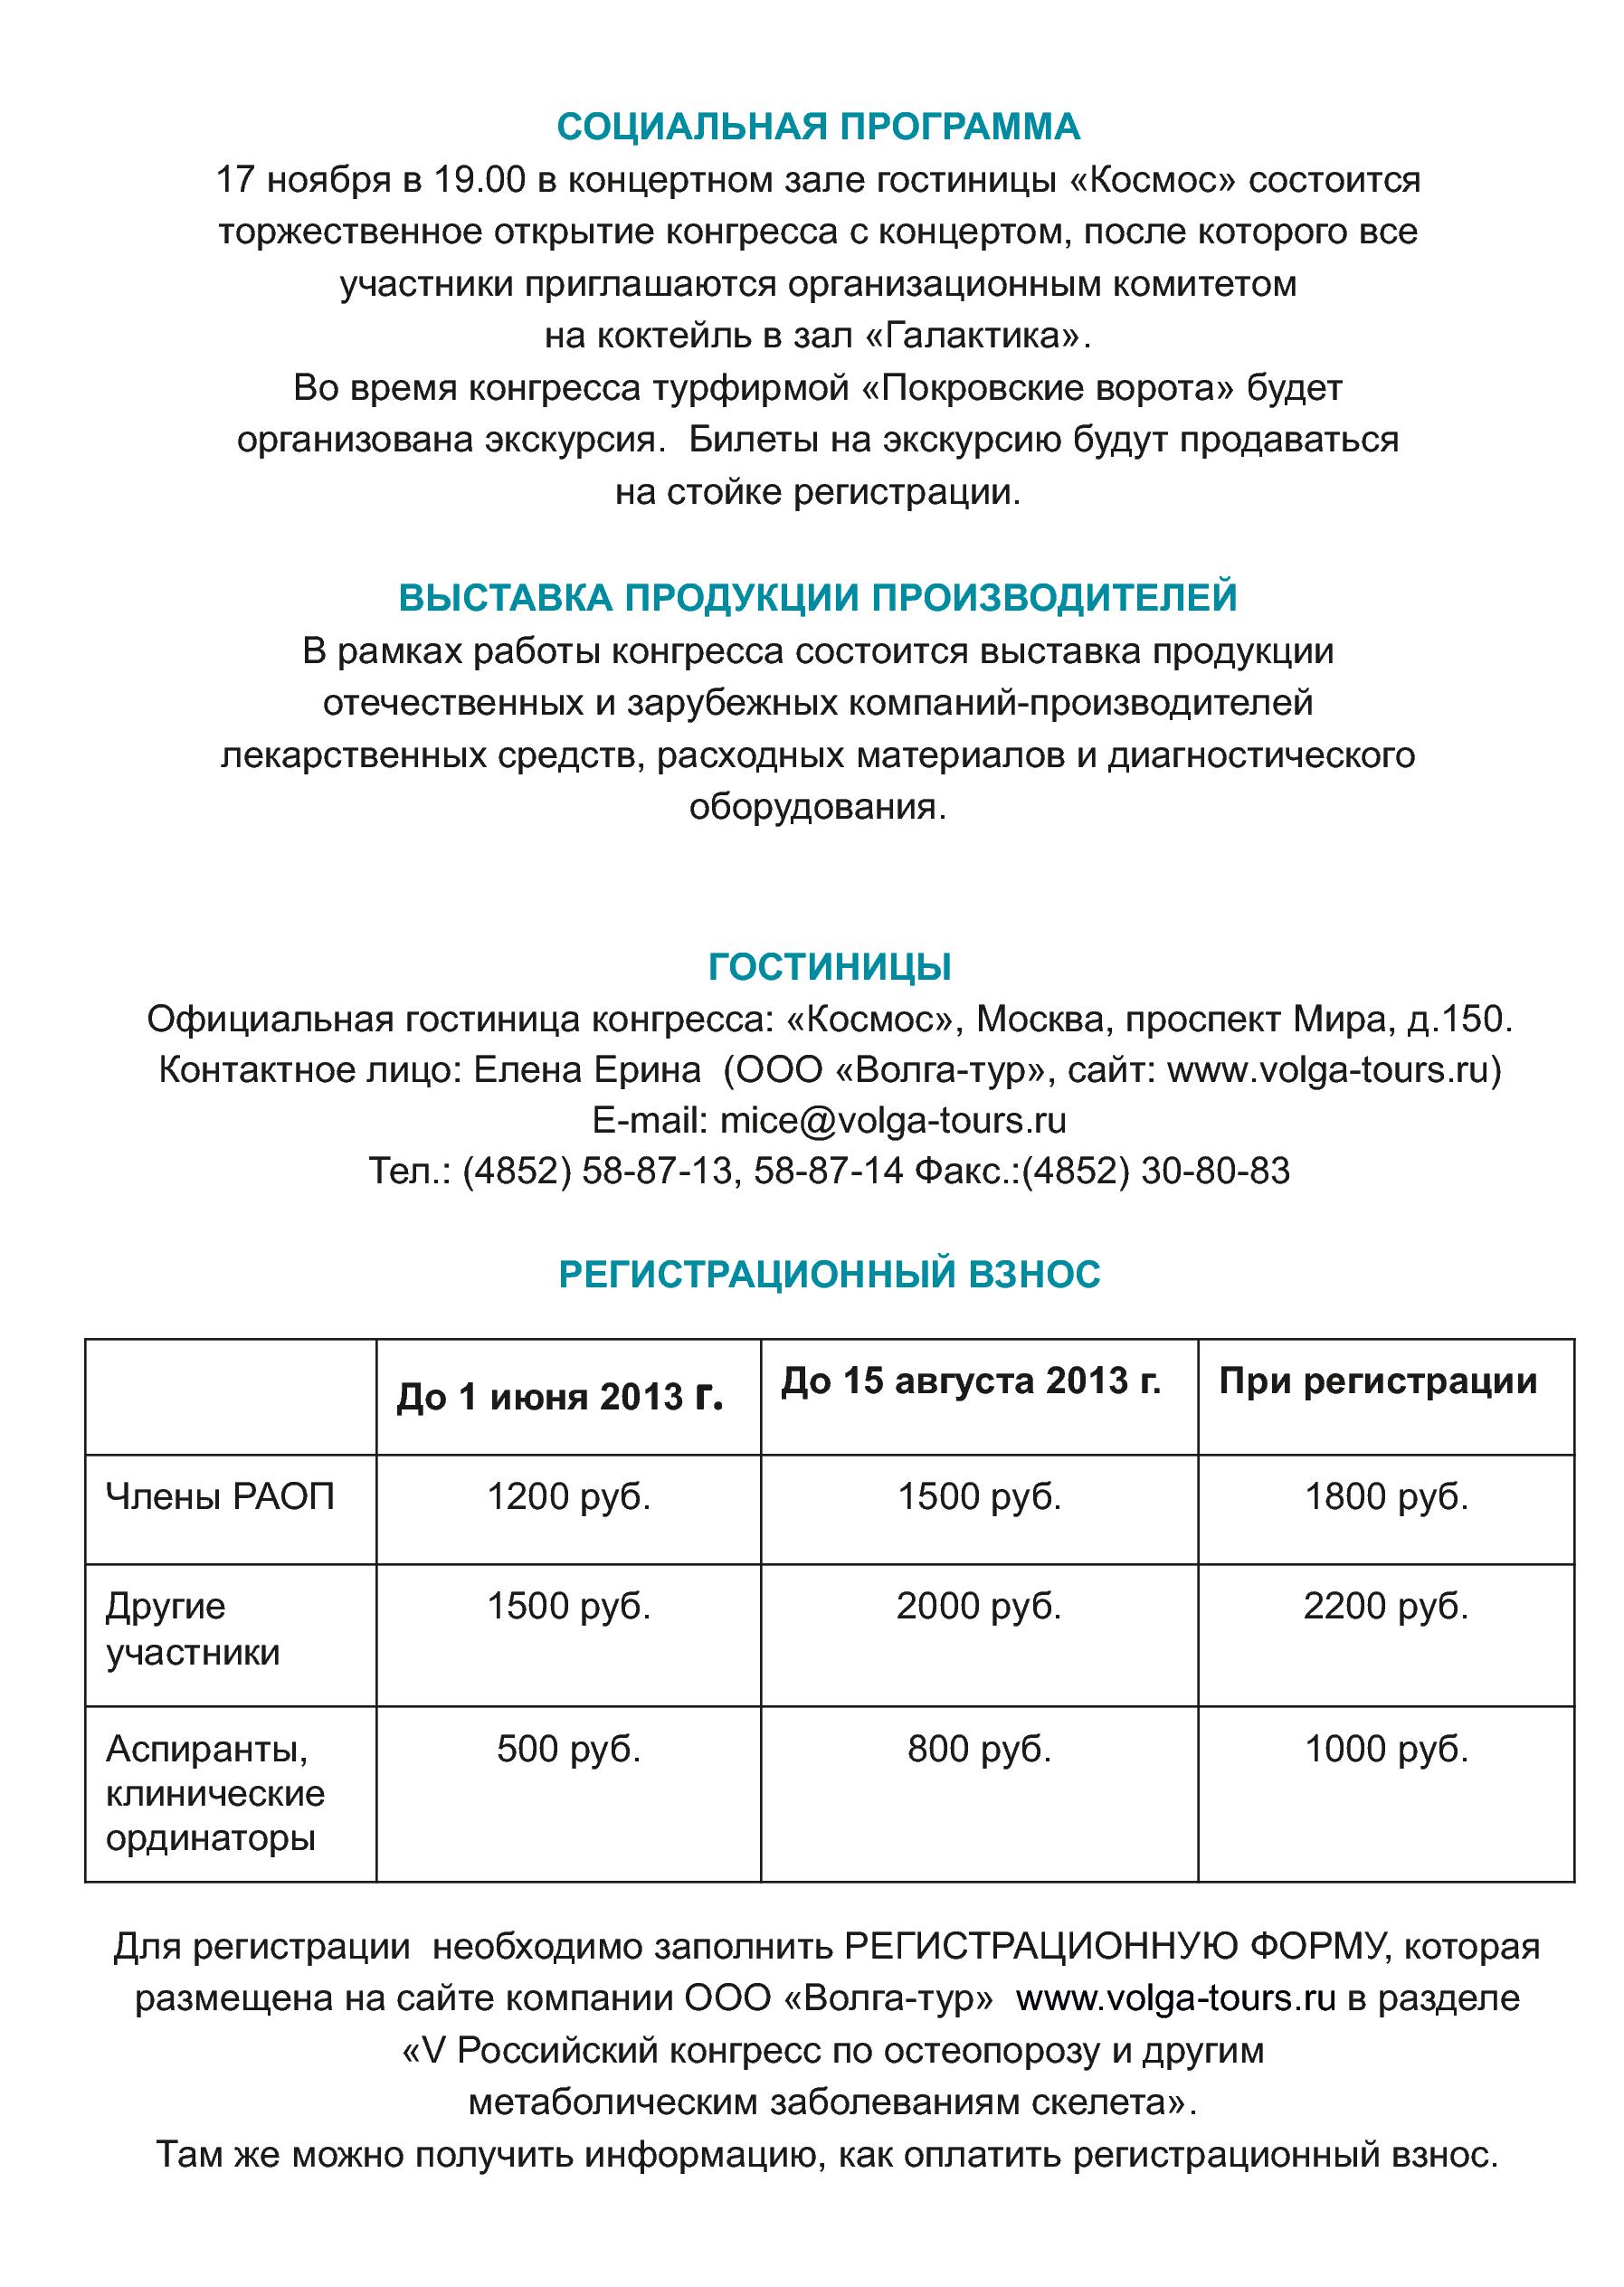 СОЦИАЛЬНАЯ ПРОГРАММА
17 ноября в 19.00 в концертном зале гостиницы «Космос» состоится
торжественное открытие конгресса с концертом, после которого все
участники приглашаются организационным комитетом
на коктейль в зал «Галактика».
Во время конгресса турфирмой «Покровские ворота» будет
организована экскурсия.  Билеты на экскурсию будут продаваться
на стойке регистрации.
ВЫСТАВКА ПРОДУКЦИИ ПРОИЗВОДИТЕЛЕЙ
В рамках работы конгресса состоится выставка продукции
отечественных и зарубежных компаний-производителей
лекарственных средств, расходных материалов и диагностического
оборудования.
ГОСТИНИЦЫ
Официальная гостиница конгресса: «Космос», Москва, проспект Мира, д.150.
Контактное лицо: Елена Ерина  (ООО «Волга-тур», сайт: www.volga-tours.ru)
E-mail: mice@volga-tours.ru
Тел.: (4852) 58-87-13, 58-87-14 Факс.:(4852) 30-80-83
РЕГИСТРАЦИОННЫЙ ВЗНОС
До 1 июня 2013 г. До 15 августа 2013 г. При регистрации
Члены РАОП 1200 руб. 1500 руб. 1800 руб.
Другие 1500 руб. 2000 руб. 2200 руб.
участники
Аспиранты, 500 руб. 800 руб. 1000 руб.
клинические
ординаторы
Для регистрации  необходимо заполнить РЕГИСТРАЦИОННУЮ ФОРМУ, которая
размещена на сайте компании ООО «Волга-тур»  www.volga-tours.ru в разделе
«V Российский конгресс по остеопорозу и другим
метаболическим заболеваниям скелета».
Там же можно получить информацию, как оплатить регистрационный взнос.